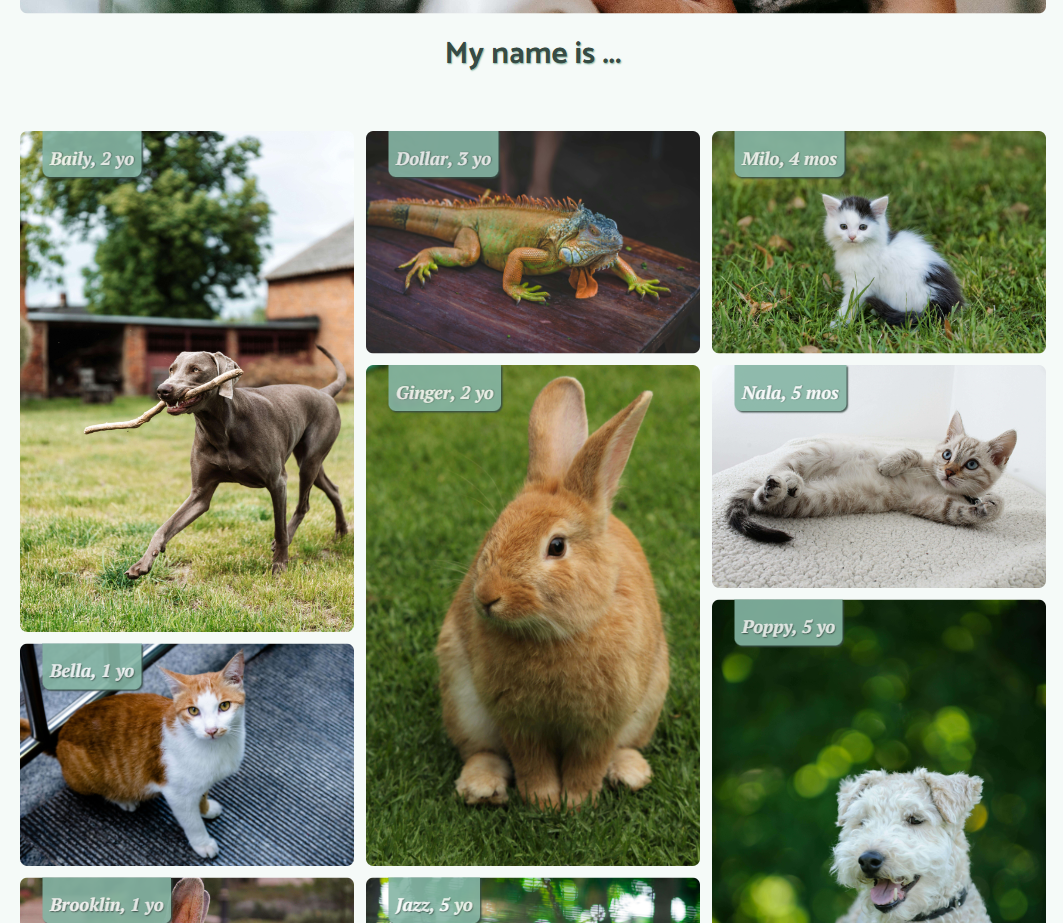 My name is ...
Baily, 2 yo
Dollar, 3 yo
Milo, 4 mos
Ginger, 2 yo
Nala, 5 mos
Poppy, 5 yo
Bella, 1 yo
Brooklin, 1 yo
Jazz, 5 yo